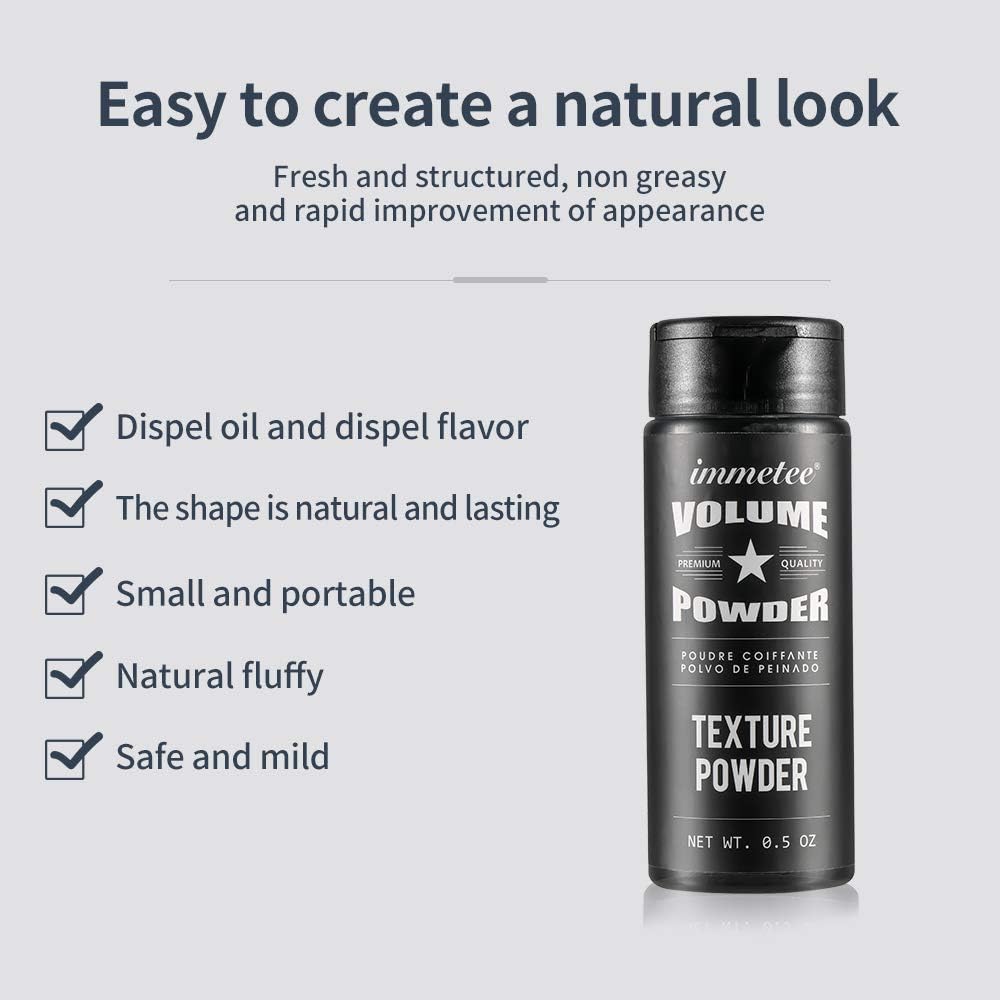 Easy to create a natural look
Fresh and structured, non greasy
and rapid improvement of appearance
Dispel oil and dispel flavor
The shape is natural and lasting
Small and portable
Natural fluffy
Safe and mild
immetee®
VOLUME
PREMIUM QUALITY
POWDER
POUDRE COIFFANTE
POLVO DE PEINADO
TEXTURE
POWDER
NET WT. 0.5 OZ